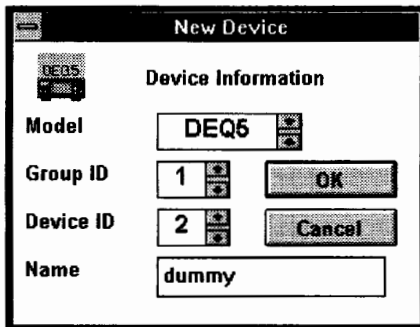 New Device
DEQ5
Device Information
Model DEQ5
Group ID 1 OK
Device ID 2 Cancel
Name dummy